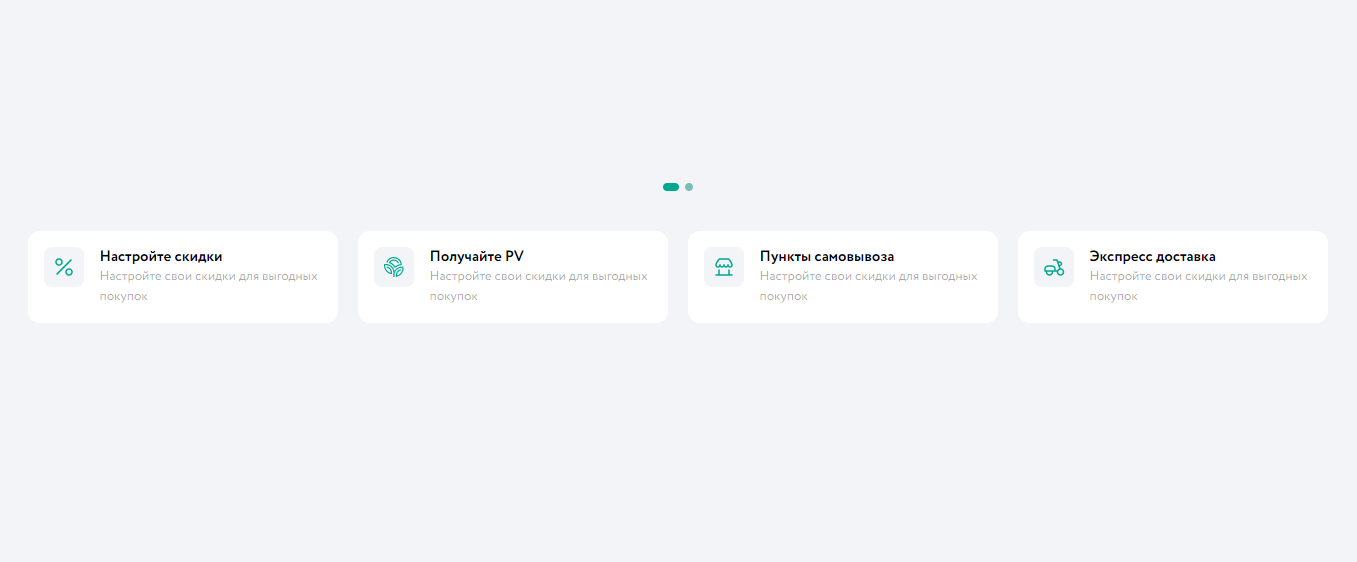 Настройте скидки
Настройте свои скидки для выгодных
покупок
Получайте PV
Настройте свои скидки для выгодных
покупок
Пункты самовывоза
Настройте свои скидки для выгодных
покупок
Экспресс доставка
Настройте свои скидки для выгодных
покупок